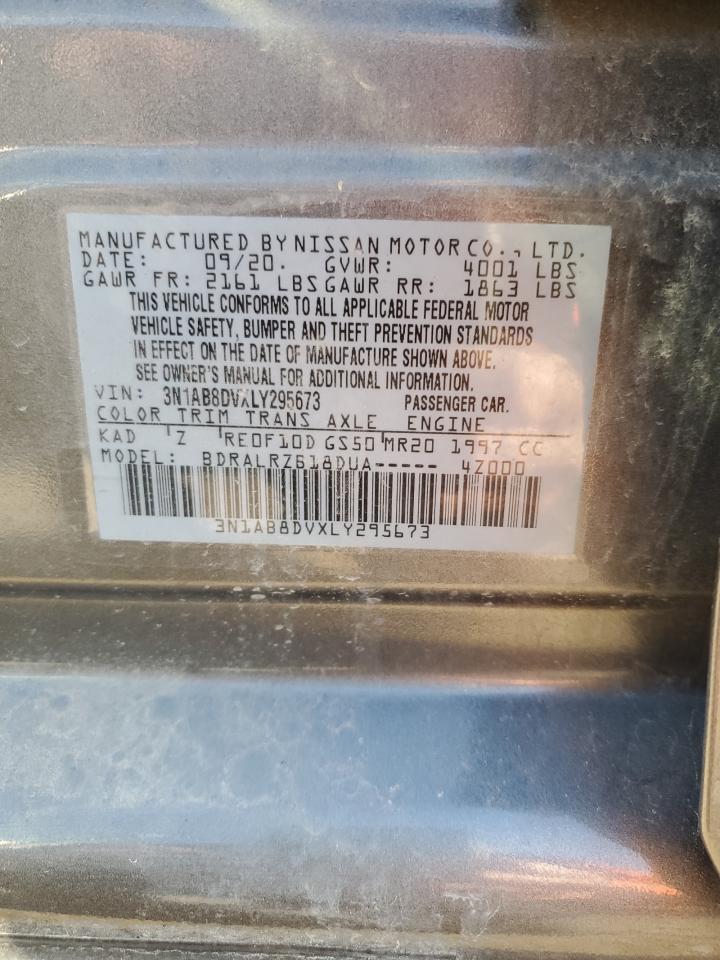 MANUFACTURED BY NISSAN MOTOR CO., LTD.
DATE: 09/20. GVWR: 4001 LBS
GAWR FR: 2161 LBS GAWR RR: 1863 LBS
THIS VEHICLE CONFORMS TO ALL APPLICABLE FEDERAL MOTOR
VEHICLE SAFETY, BUMPER AND THEFT PREVENTION STANDARDS
IN EFFECT ON THE DATE OF MANUFACTURE SHOWN ABOVE.
SEE OWNER'S MANUAL FOR ADDITIONAL INFORMATION.
VIN: 3N1AB8DVXLY295673 PASSENGER CAR.
COLOR TRIM TRANS AXLE ENGINE
KAD Z RE0F10D GS50 MR20 1997 CC
MODEL: BDRALRZ618DUA----- 4Z000
3N1AB8DVXLY295673